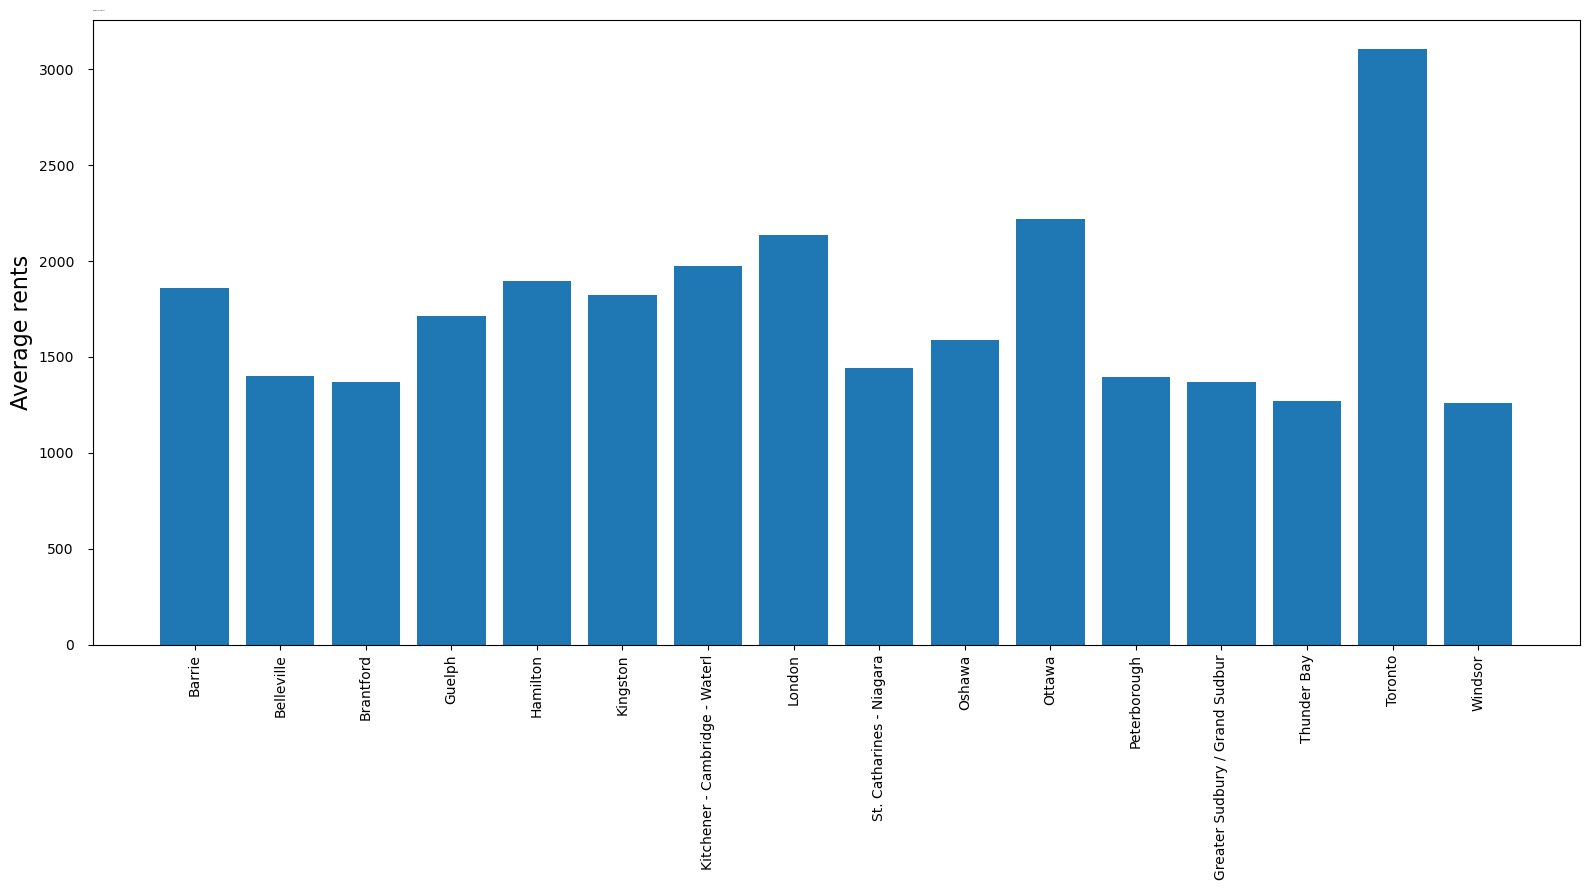 Average rents
3000
2500
2000
1500
1000
500
0
Barrie
Belleville
Brantford
Guelph
Hamilton
Kingston
Kitchener - Cambridge - Waterl
London
St. Catharines - Niagara
Oshawa
Ottawa
Peterborough
Greater Sudbury / Grand Sudbur
Thunder Bay
Toronto
Windsor